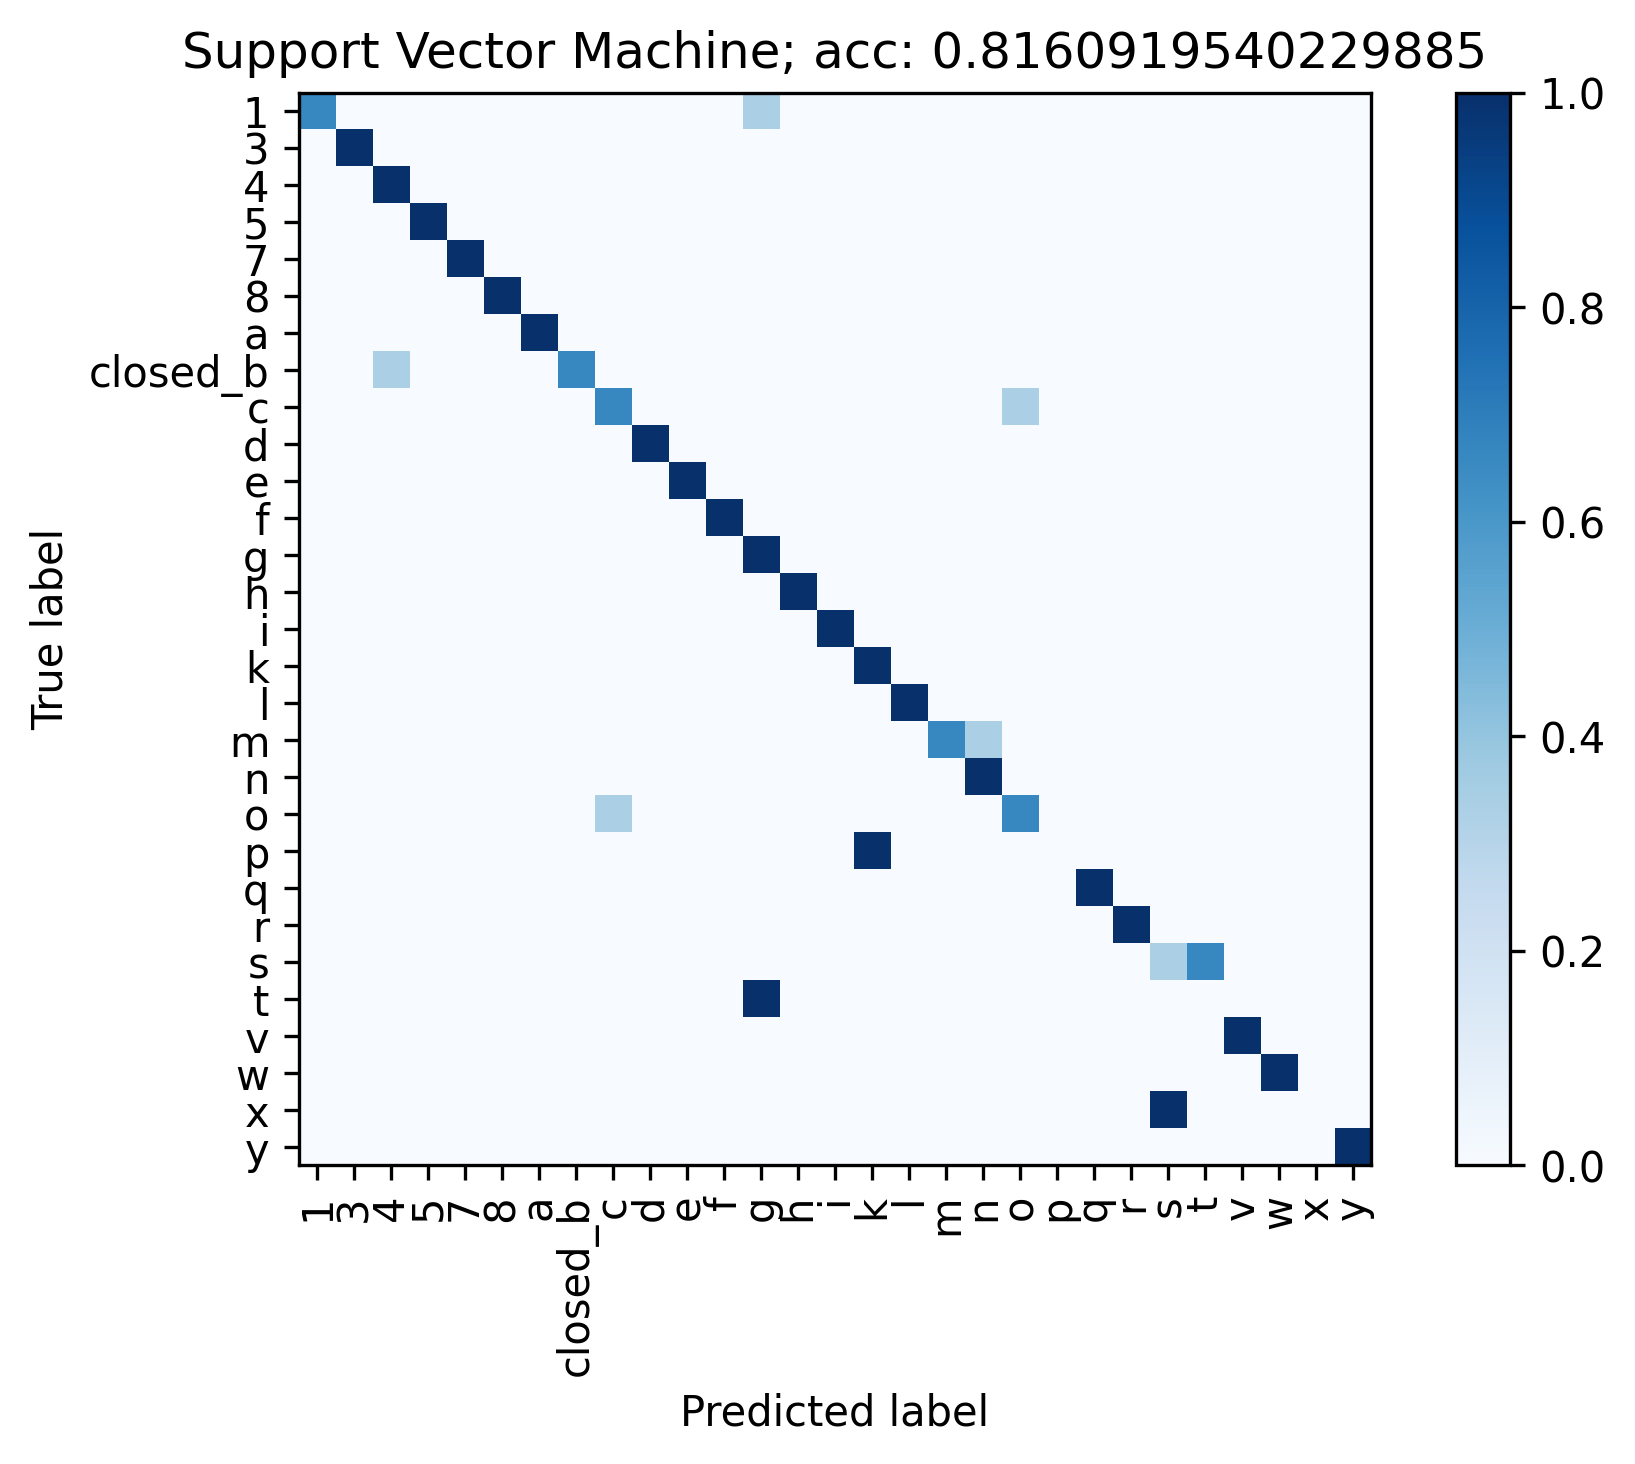 Support Vector Machine; acc: 0.8160919540229885
True label
1
3
4
5
7
8
a
closed_b
c
d
e
f
g
h
i
k
l
m
n
o
p
q
r
s
t
v
w
x
y
1 3 4 5 7 8 a closed_b c d e f g h i k l m n o p q r s t v w x y
Predicted label
1.0
0.8
0.6
0.4
0.2
0.0